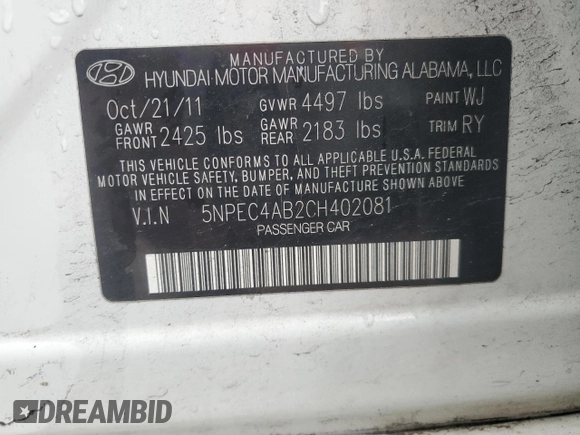 MANUFACTURED BY
HYUNDAI MOTOR MANUFACTURING ALABAMA, LLC
Oct/21/11 GVWR 4497 lbs PAINT WJ
GAWR FRONT 2425 lbs GAWR REAR 2183 lbs TRIM RY
THIS VEHICLE CONFORMS TO ALL APPLICABLE U.S.A. FEDERAL
MOTOR VEHICLE SAFETY, BUMPER, AND THEFT PREVENTION STANDARDS
IN EFFECT ON THE DATE OF MANUFACTURE SHOWN ABOVE.
V.I.N 5NPEC4AB2CH402081
PASSENGER CAR
DREAMBID